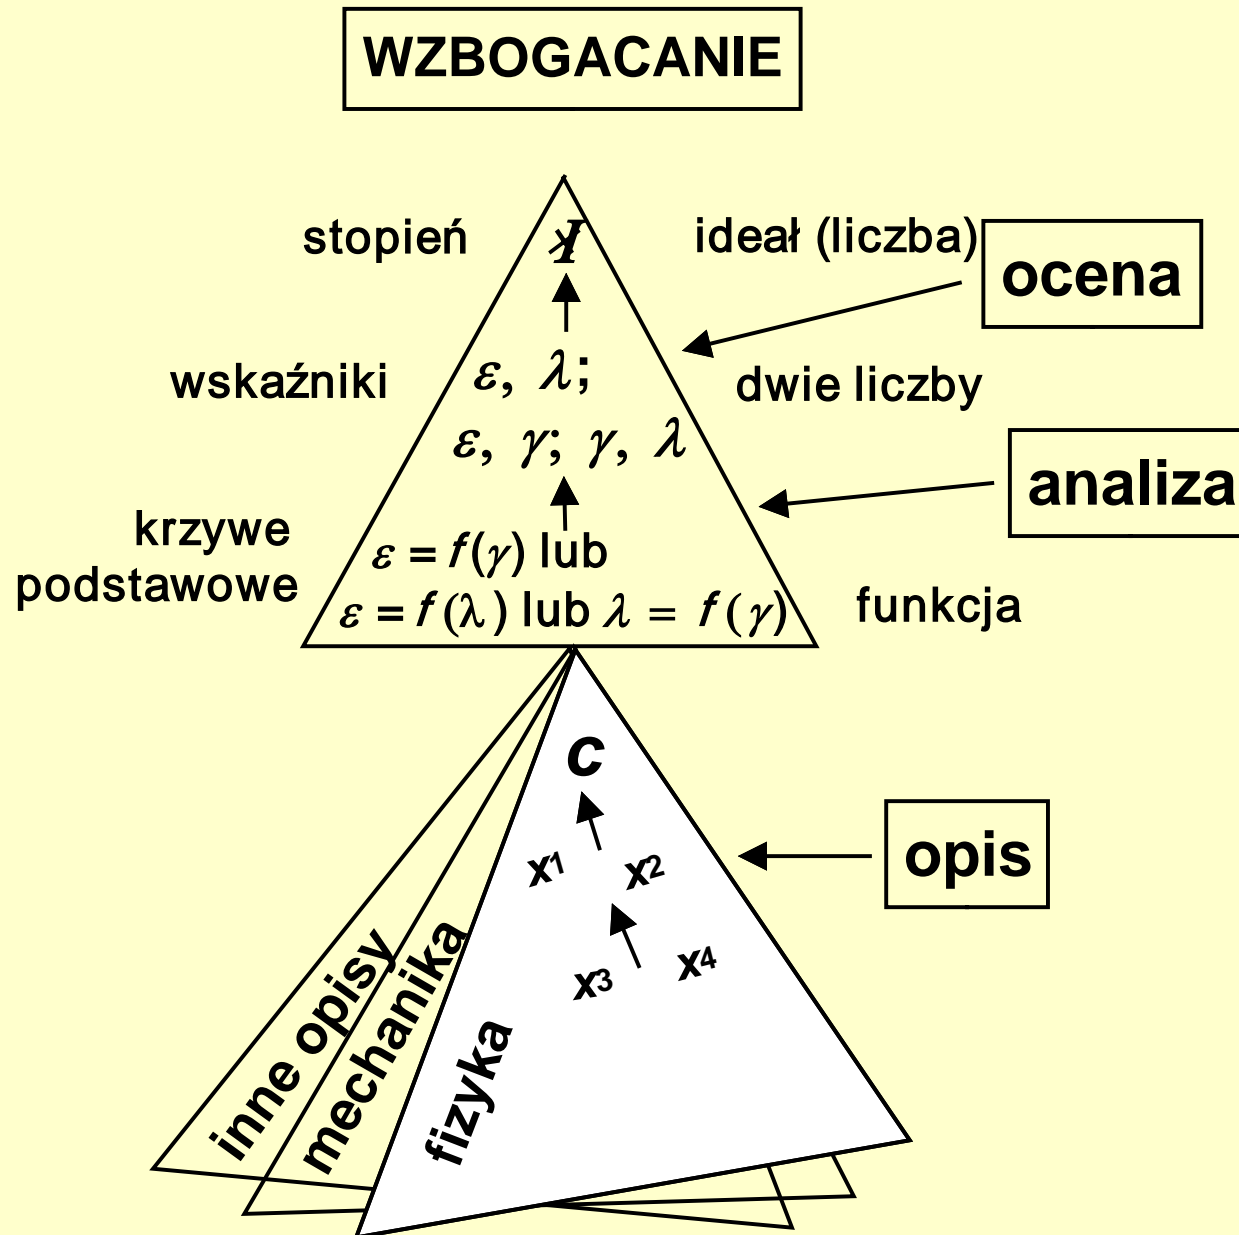 WZBOGACANIE
stopień
I
ideał (liczba)
ocena
wskaźniki
ε, λ;
dwie liczby
ε, γ; γ, λ
analiza
krzywe
podstawowe
ε = f(γ) lub
ε = f(λ) lub λ = f(γ)
funkcja
c
x1 x2
opis
x3 x4
inne opisy
mechanika
fizyka